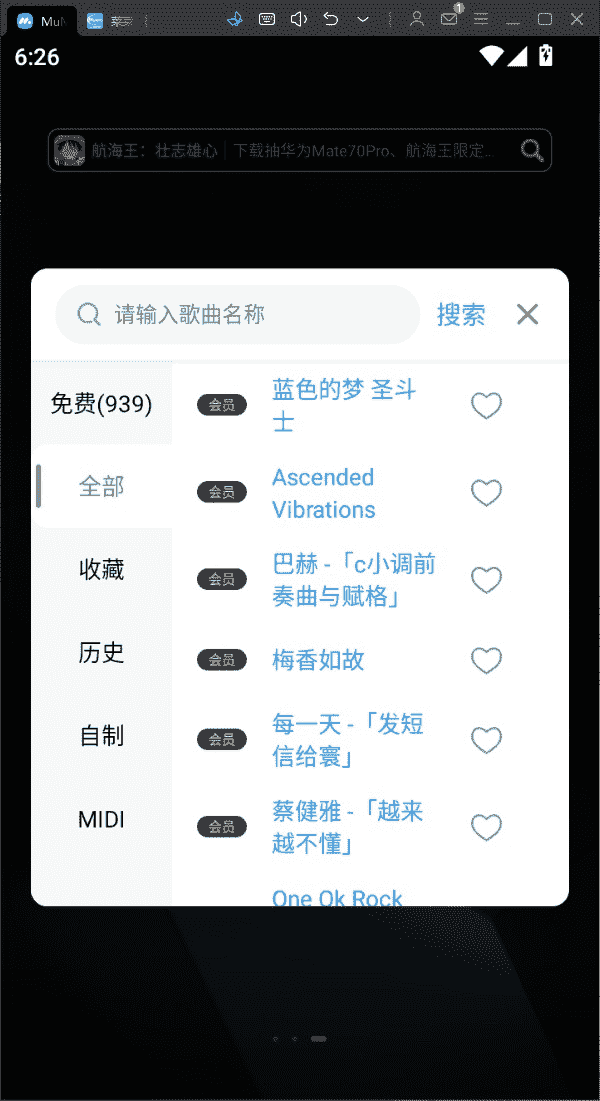 1
6:26
航海王：壮志雄心｜下载抽华为Mate70Pro、航海王限定...
请输入歌曲名称 搜索
免费(939)
全部
收藏
历史
自制
MIDI
会员 蓝色的梦 圣斗
士
会员 Ascended
Vibrations
会员 巴赫 -「c小调前
奏曲与赋格」
会员 梅香如故
会员 每一天 -「发短
信给寰」
会员 蔡健雅 -「越来
越不懂」
One Ok Rock